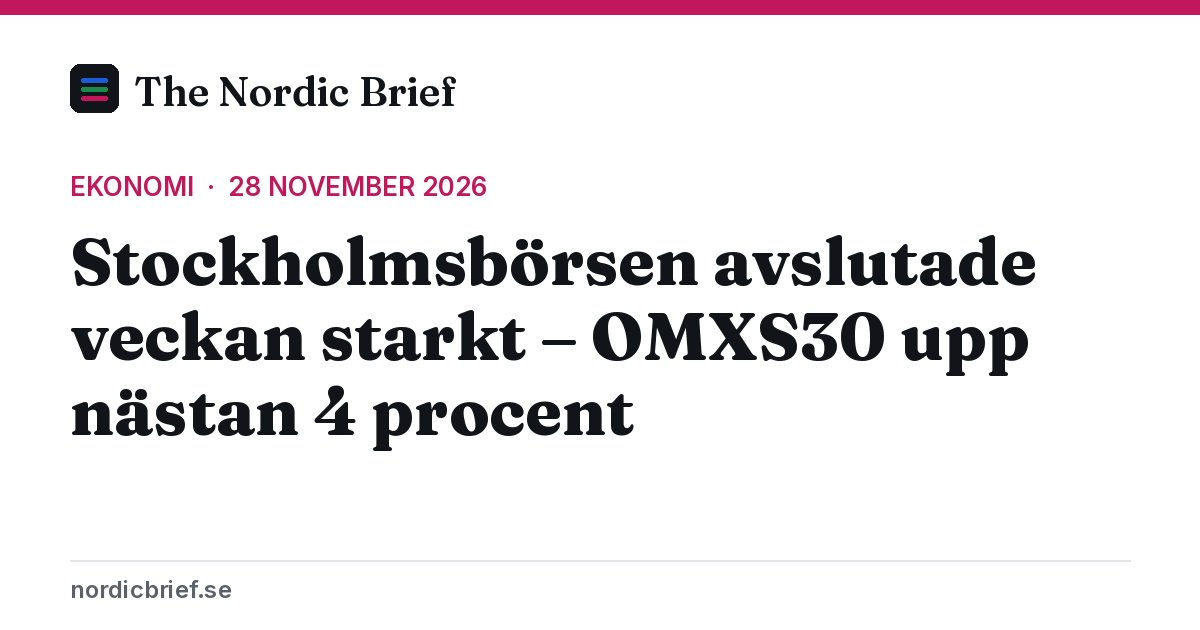 The Nordic Brief
EKONOMI · 28 NOVEMBER 2026
Stockholmsbörsen avslutade
veckan starkt – OMXS30 upp
nästan 4 procent
nordicbrief.se